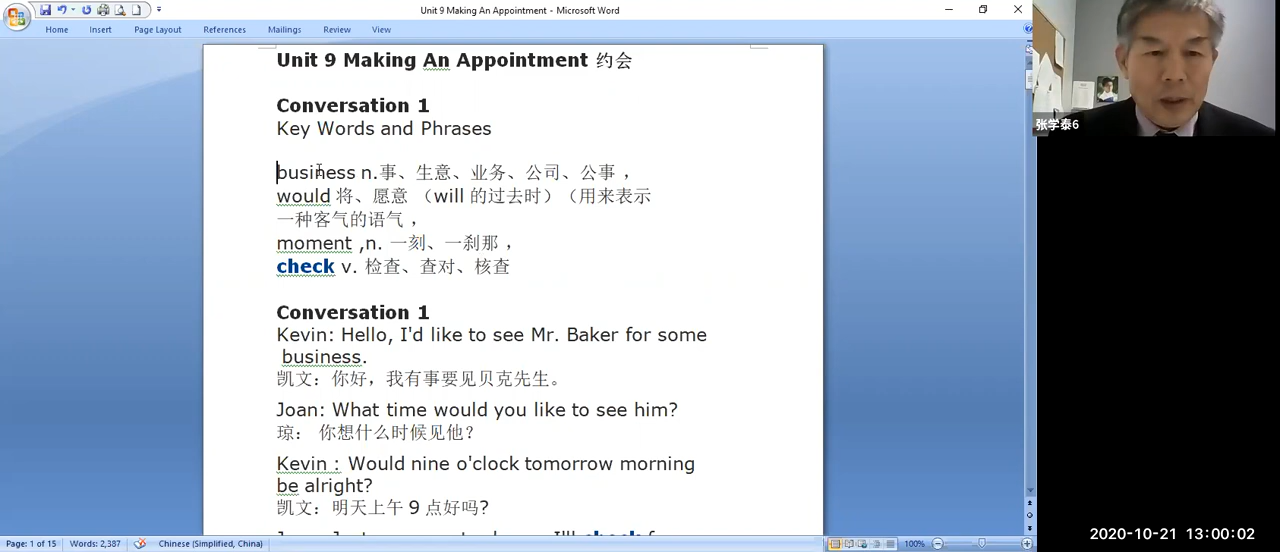 Unit 9 Making An Appointment - Microsoft Word
Home Insert Page Layout References Mailings Review View
Unit 9 Making An Appointment 约会
Conversation 1
Key Words and Phrases
business n.事、生意、业务、公司、公事，
would 将、愿意 （will 的过去时）（用来表示
一种客气的语气，
moment ,n. 一刻、一刹那，
check v. 检查、查对、核查
Conversation 1
Kevin: Hello, I'd like to see Mr. Baker for some
business.
凯文：你好，我有事要见贝克先生。
Joan: What time would you like to see him?
琼： 你想什么时候见他？
Kevin : Would nine o'clock tomorrow morning
be alright?
凯文：明天上午 9 点好吗?
张学泰6
Page: 1 of 15 Words: 2,387 Chinese (Simplified, China) 100%
2020-10-21 13:00:02